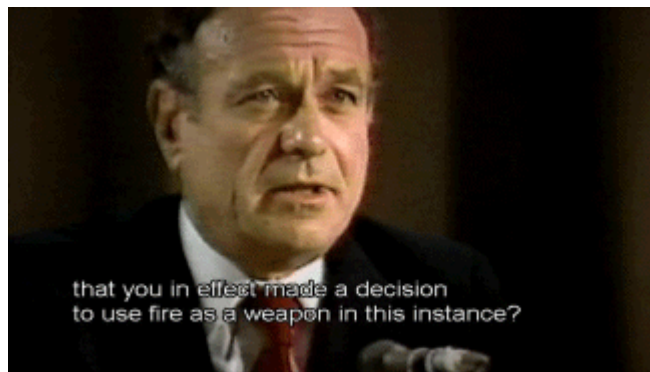 that you in effect made a decision
to use fire as a weapon in this instance?